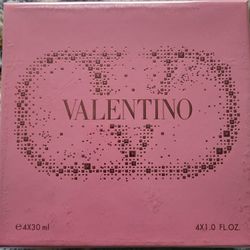 VALENTINO
℮4X30 ml 4X1.0 FL.OZ.